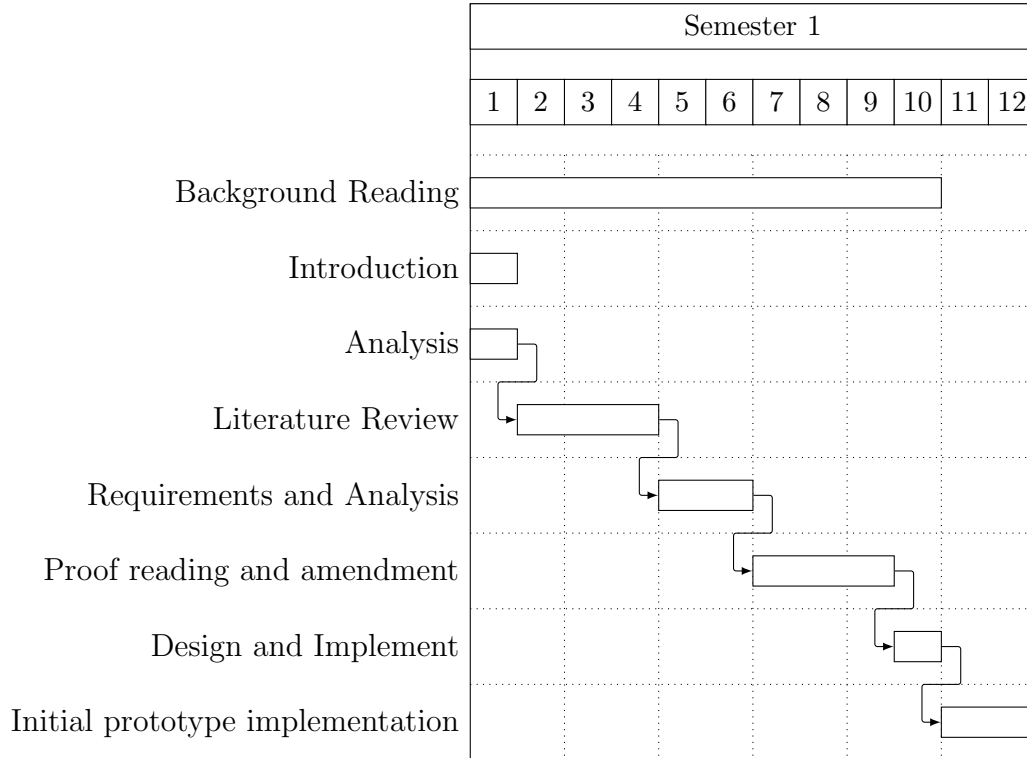 Semester 1
1 2 3 4 5 6 7 8 9 10 11 12
Background Reading
Introduction
Analysis
Literature Review
Requirements and Analysis
Proof reading and amendment
Design and Implement
Initial prototype implementation